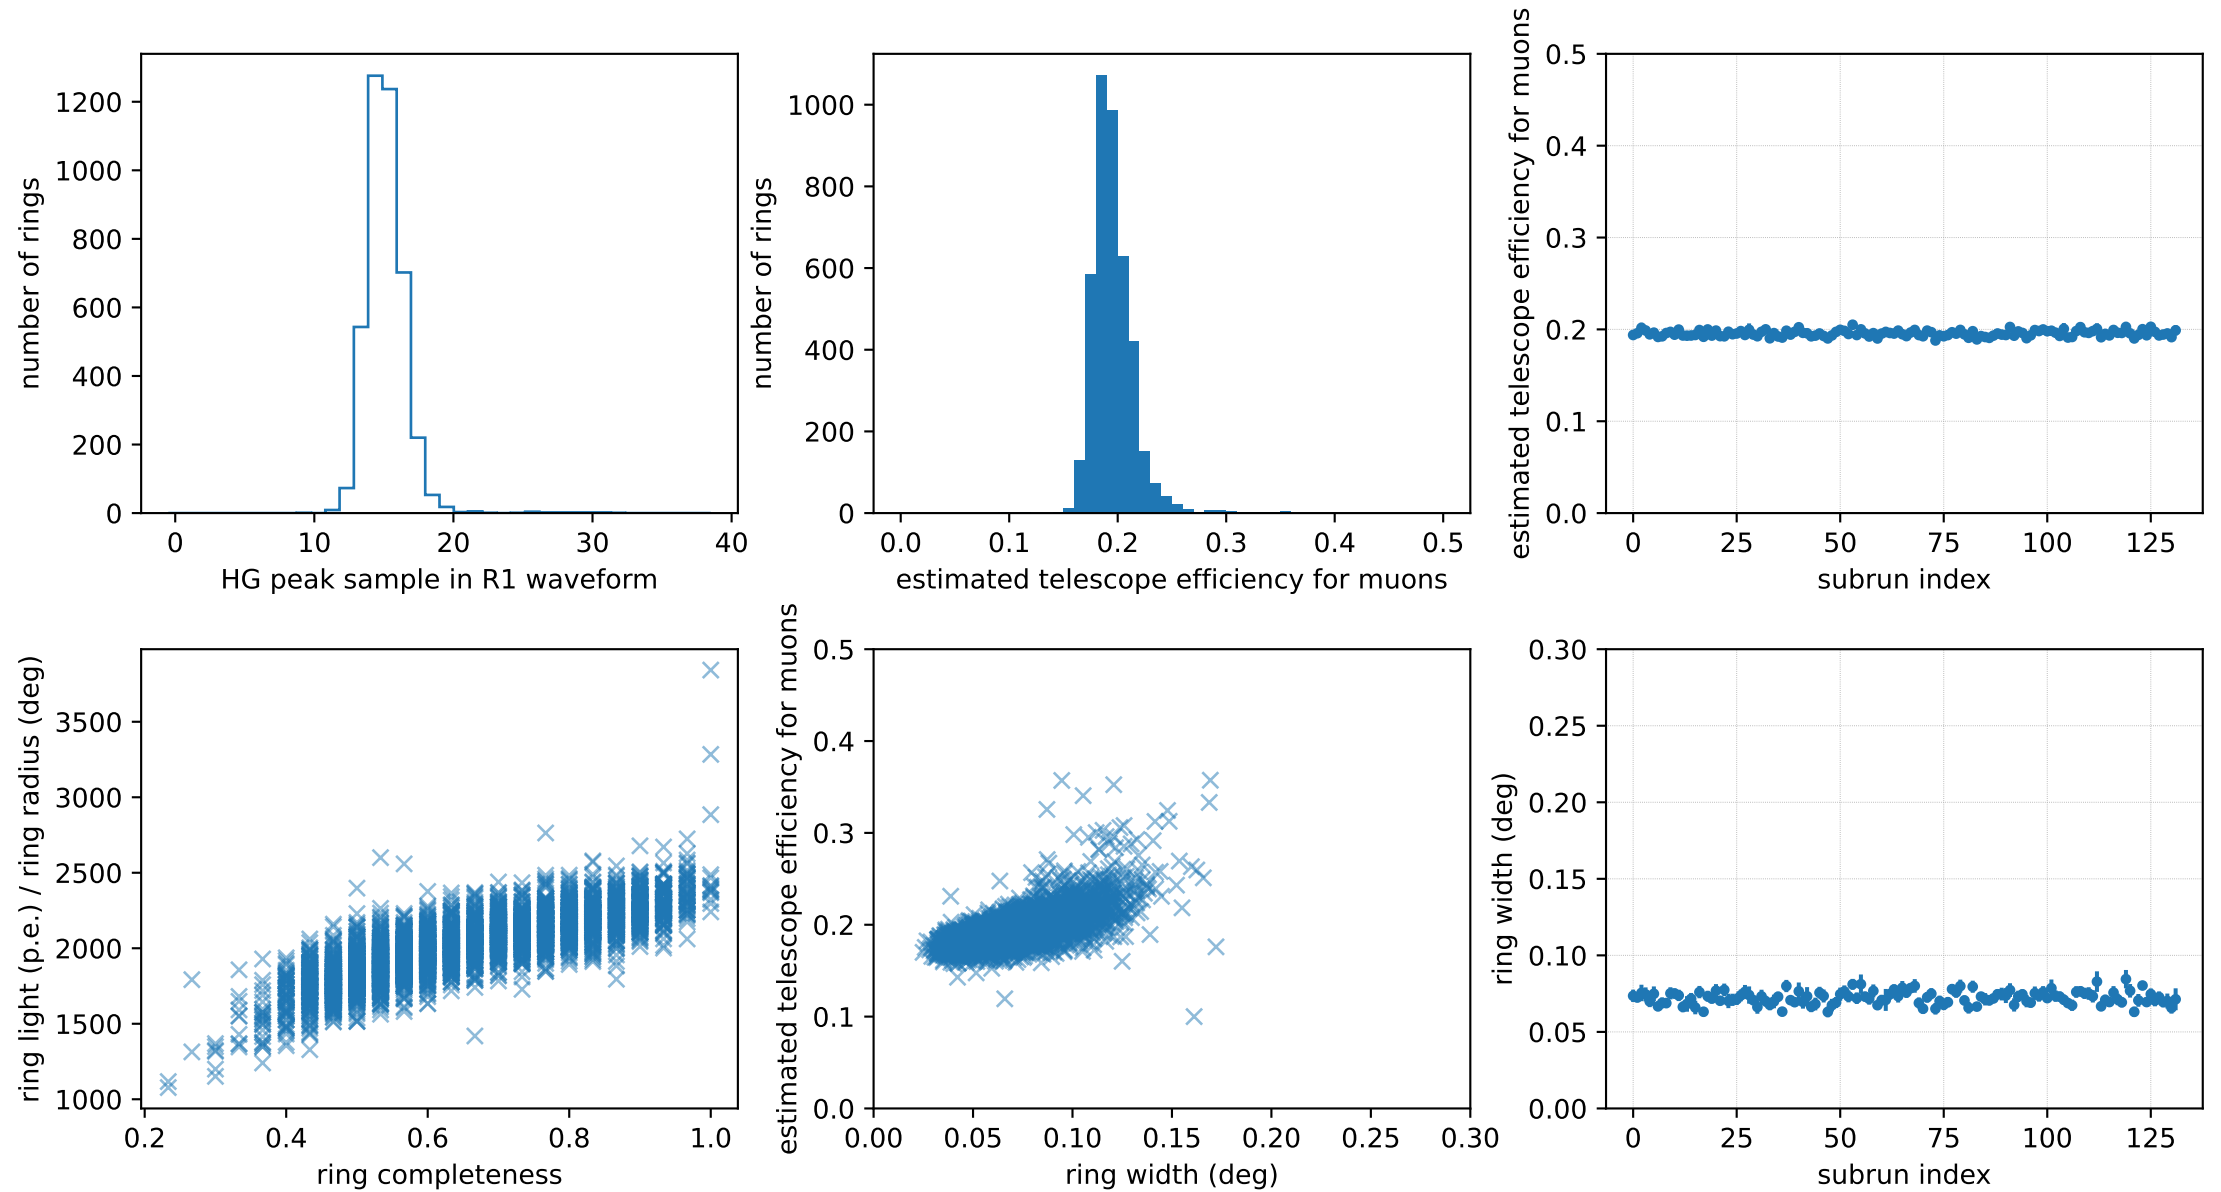 number of rings
1200
1000
800
600
400
200
0
0 10 20 30 40
HG peak sample in R1 waveform
number of rings
1000
800
600
400
200
0
0.0 0.1 0.2 0.3 0.4 0.5
estimated telescope efficiency for muons
estimated telescope efficiency for muons
0.5
0.4
0.3
0.2
0.1
0.0
0 25 50 75 100 125
subrun index
ring light (p.e.) / ring radius (deg)
3500
3000
2500
2000
1500
1000
0.2 0.4 0.6 0.8 1.0
ring completeness
estimated telescope efficiency for muons
0.5
0.4
0.3
0.2
0.1
0.0
0.00 0.05 0.10 0.15 0.20 0.25 0.30
ring width (deg)
ring width (deg)
0.30
0.25
0.20
0.15
0.10
0.05
0.00
0 25 50 75 100 125
subrun index